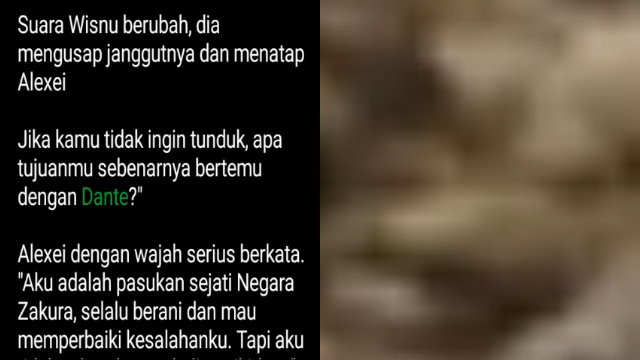 Suara Wisnu berubah, dia
mengusap janggutnya dan menatap
Alexei
Jika kamu tidak ingin tunduk, apa
tujuanmu sebenarnya bertemu
dengan Dante?"
Alexei dengan wajah serius berkata.
"Aku adalah pasukan sejati Negara
Zakura, selalu berani dan mau
memperbaiki kesalahanku. Tapi aku